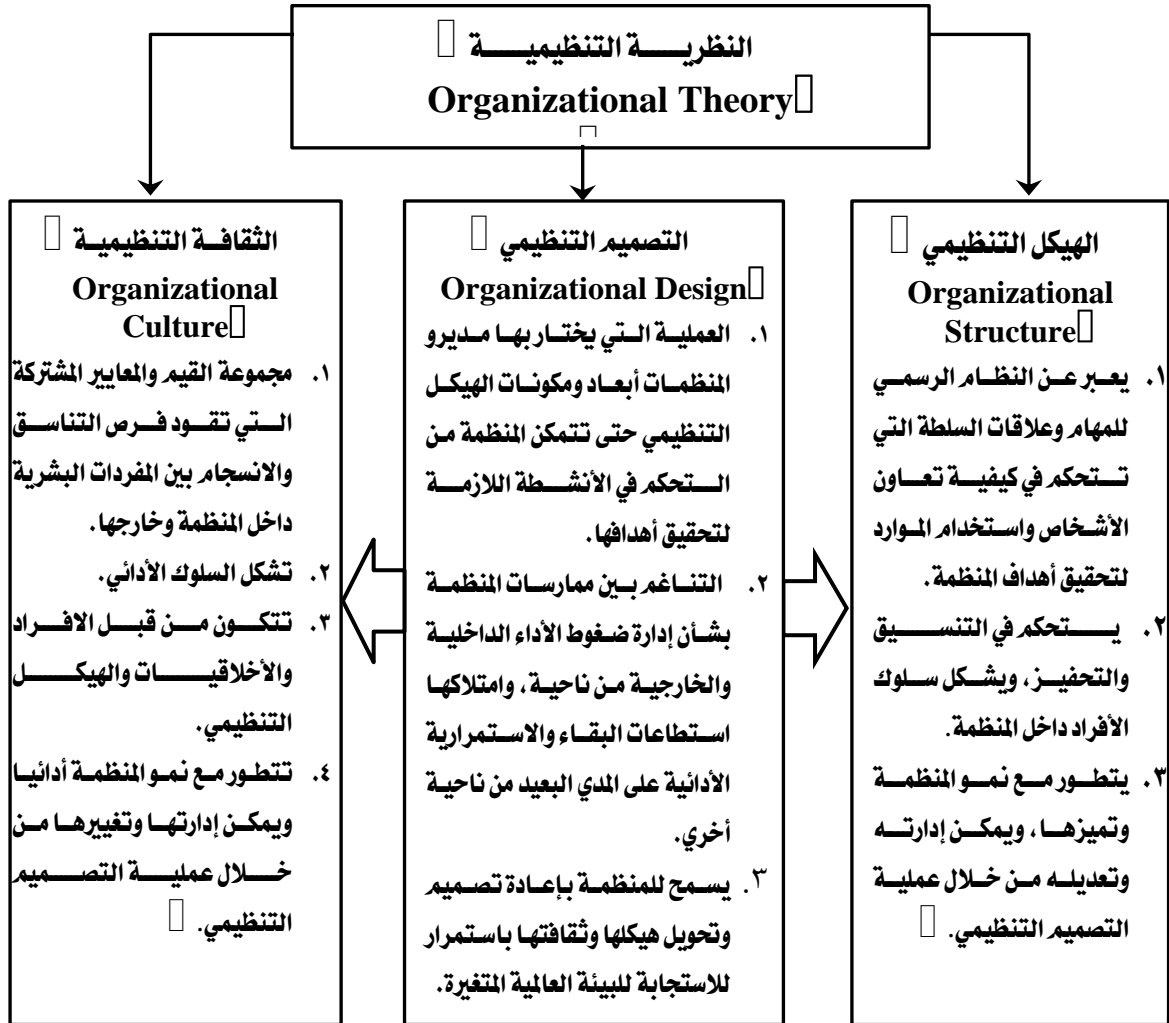 النظرية التنظيمية
Organizational Theory
الهيكل التنظيمي
Organizational
Structure
١. يعبر عن النظام الرسمي
للمهام وعلاقات السلطة التي
تتحكم في كيفية تعاون
الأشخاص واستخدام الموارد
لتحقيق أهداف المنظمة.
٢. يتحكم في التنسيق
والتحفيز، ويشكل سلوك
الأفراد داخل المنظمة.
٣. يتطور مع نمو المنظمة
وتميزها، ويمكن إدارته
وتعديله من خلال عملية
التصميم التنظيمي.
التصميم التنظيمي
Organizational Design
١. العملية التي يختار بها مديرو
المنظمات أبعاد ومكونات الهيكل
التنظيمي حتى تتمكن المنظمة من
التحكم في الأنشطة اللازمة
لتحقيق أهدافها.
٢. التناغم بين ممارسات المنظمة
بشأن إدارة ضغوط الأداء الداخلية
والخارجية من ناحية، وامتلاكها
استطاعات البقاء والاستمرارية
الأدائية على المدي البعيد من ناحية
أخري.
٣. يسمح للمنظمة بإعادة تصميم
وتحويل هيكلها وثقافتها باستمرار
للاستجابة للبيئة العالمية المتغيرة.
الثقافة التنظيمية
Organizational
Culture
١. مجموعة القيم والمعايير المشتركة
التي تقود فرص التناسق
والانسجام بين المفردات البشرية
داخل المنظمة وخارجها.
٢. تشكل السلوك الأدائي.
٣. تتكون من قبل الافراد
والأخلاقيات والهيكل
التنظيمي.
٤. تتطور مع نمو المنظمة أدائيا
ويمكن إدارتها وتغييرها من
خلال عملية التصميم
التنظيمي.